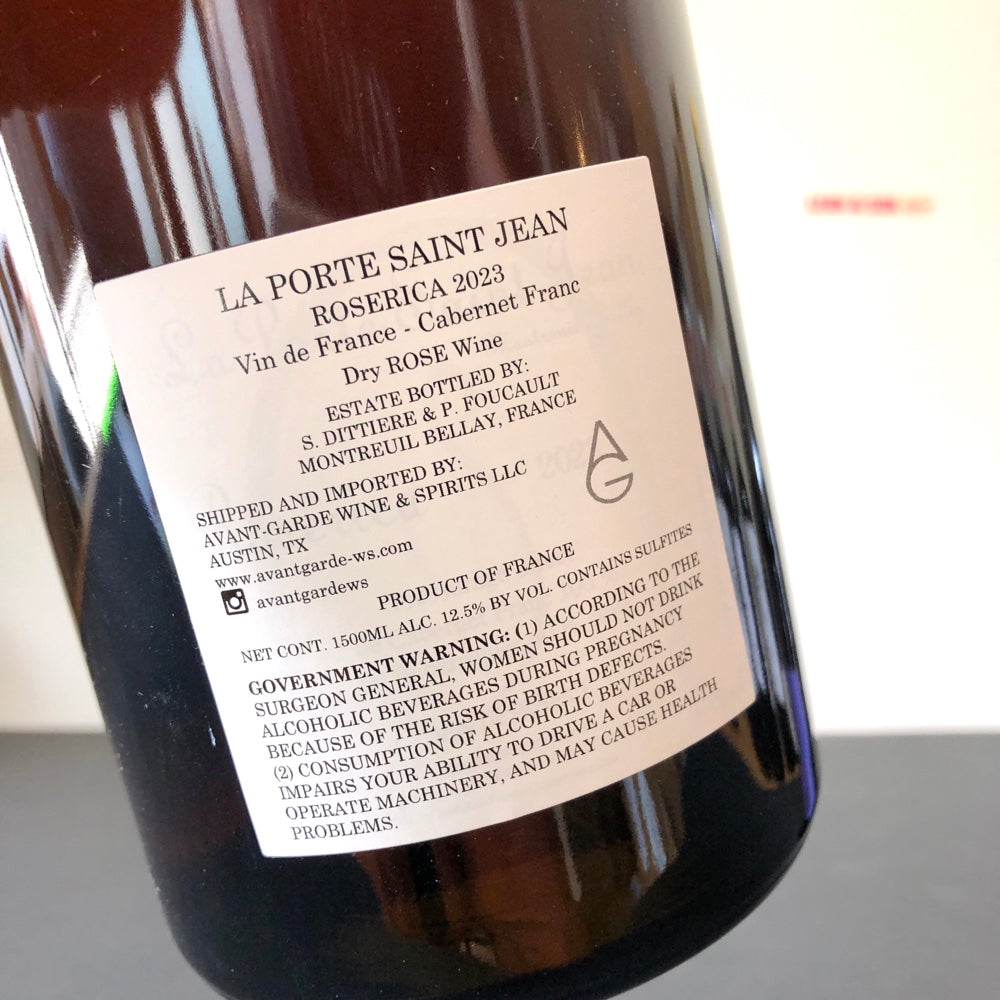 LA PORTE SAINT JEAN
ROSERICA 2023
Vin de France - Cabernet Franc
Dry ROSE Wine
ESTATE BOTTLED BY:
S. DITTIERE & P. FOUCAULT
MONTREUIL BELLAY, FRANCE
AG
SHIPPED AND IMPORTED BY:
AVANT-GARDE WINE & SPIRITS LLC
AUSTIN, TX
www.avantgarde-ws.com
avantgardews
PRODUCT OF FRANCE
NET CONT. 1500ML ALC. 12.5% BY VOL. CONTAINS SULFITES
GOVERNMENT WARNING: (1) ACCORDING TO THE
SURGEON GENERAL, WOMEN SHOULD NOT DRINK
ALCOHOLIC BEVERAGES DURING PREGNANCY
BECAUSE OF THE RISK OF BIRTH DEFECTS.
(2) CONSUMPTION OF ALCOHOLIC BEVERAGES
IMPAIRS YOUR ABILITY TO DRIVE A CAR OR
OPERATE MACHINERY, AND MAY CAUSE HEALTH
PROBLEMS.